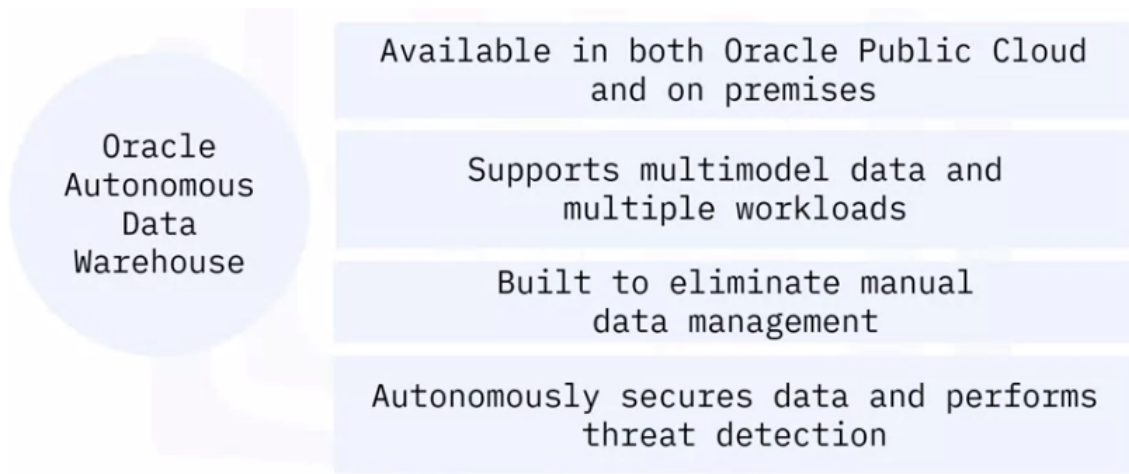 Oracle
Autonomous
Data
Warehouse
Available in both Oracle Public Cloud
and on premises
Supports multimodel data and
multiple workloads
Built to eliminate manual
data management
Autonomously secures data and performs
threat detection